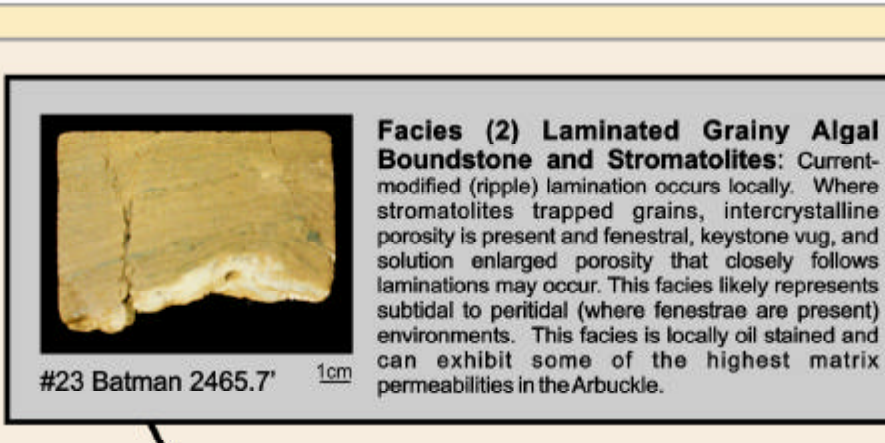 Facies (2) Laminated Grainy Algal
Boundstone and Stromatolites: Current-
modified (ripple) lamination occurs locally. Where
stromatolites trapped grains, intercrystalline
porosity is present and fenestral, keystone vug, and
solution enlarged porosity that closely follows
laminations may occur. This facies likely represents
subtidal to peritidal (where fenestrae are present)
environments. This facies is locally oil stained and
can exhibit some of the highest matrix
permeabilities in the Arbuckle.
#23 Batman 2465.7'
1cm